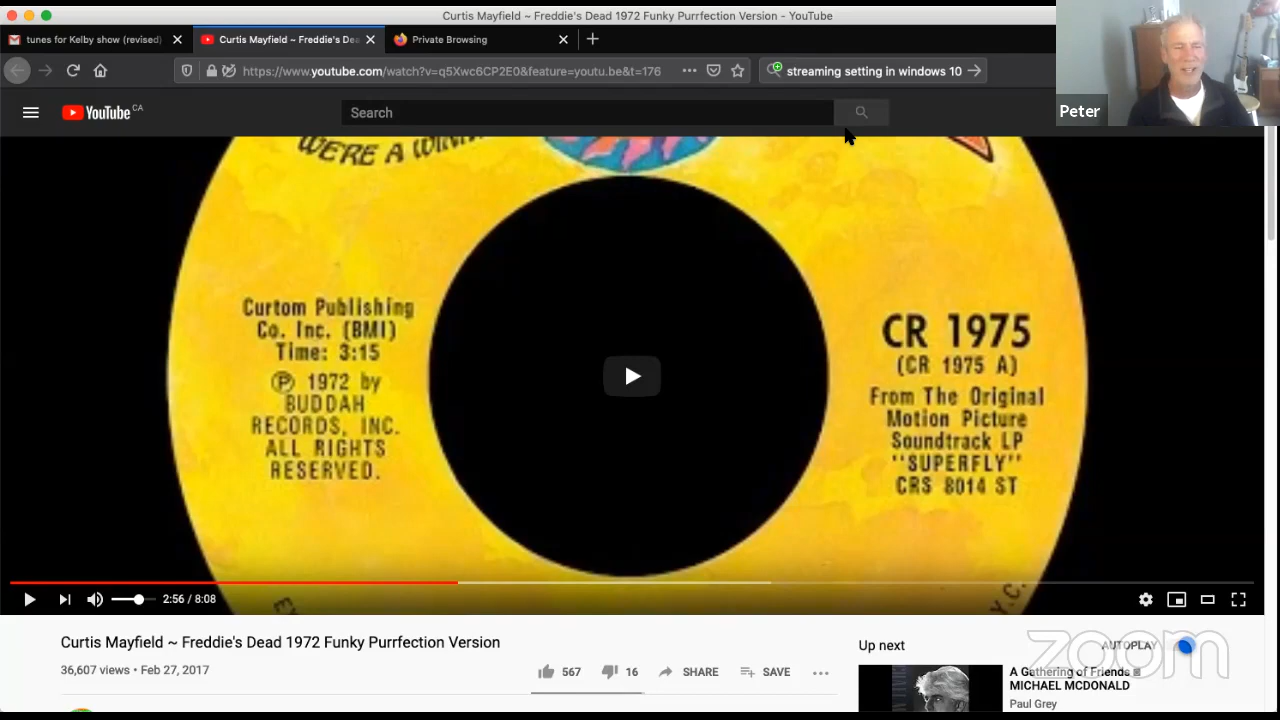 Curtis Mayfield ~ Freddie's Dead 1972 Funky Purrfection Version - YouTube
tunes for Kelby show (revised)
Curtis Mayfield ~ Freddie's Dea
Private Browsing
https://www.youtube.com/watch?v=q5Xwc6CP2E0&feature=youtu.be&t=176
streaming setting in windows 10
Peter
YouTube CA
Search
WE'RE A
Curtom Publishing
Co. Inc. (BMI)
Time: 3:15
Ⓟ 1972 by
BUDDAH
RECORDS, INC.
ALL RIGHTS
RESERVED.
CR 1975
(CR 1975 A)
From The Original
Motion Picture
Soundtrack LP
"SUPERFLY"
CRS 8014 ST
Y.C.
2:56 / 8:08
Curtis Mayfield ~ Freddie's Dead 1972 Funky Purrfection Version
36,607 views • Feb 27, 2017
567
16
SHARE
SAVE
Up next
AUTOPLAY
zoom
A Gathering of Friends
MICHAEL MCDONALD
Paul Grey